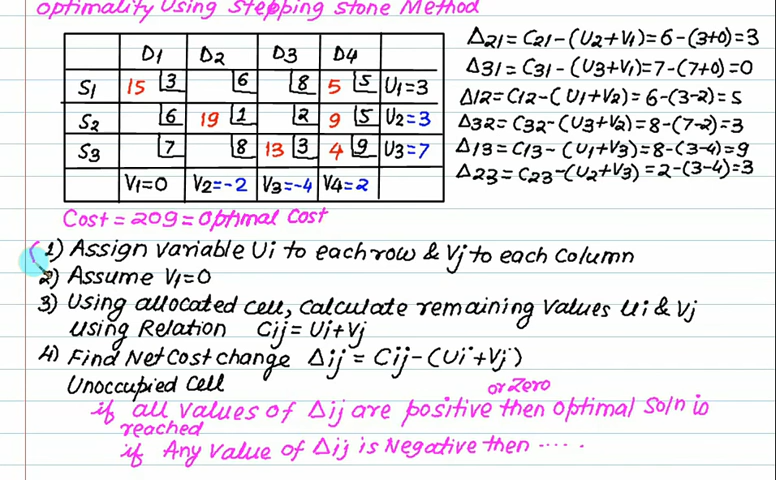 optimality Using Stepping Stone Method
D1 D2 D3 D4
S1 15 3 6 8 5 5 U1=3
S2 6 19 1 2 9 5 U2=3
S3 7 8 13 3 4 9 U3=7
V1=0 V2=-2 V3=-4 V4=2
Δ21= C21-(U2+V1)=6-(3+0)=3
Δ31= C31-(U3+V1)=7-(7+0)=0
Δ12= C12-(U1+V2)=6-(3-2)=5
Δ32= C32-(U3+V2)=8-(7-2)=3
Δ13= C13-(U1+V3)=8-(3-4)=9
Δ23= C23-(U2+V3)=2-(3-4)=3
Cost = 209 = optimal Cost
1) Assign variable Ui to each row & Vj to each Column
2) Assume V1=0
3) Using allocated cell, calculate remaining values Ui & Vj
using Relation Cij= Ui+Vj
4) Find Net Cost change Δij = Cij-(Ui+Vj)
Unoccupied Cell
or Zero
if all values of Δij are positive then optimal Soln is
reached
if Any value of Δij is Negative then .....